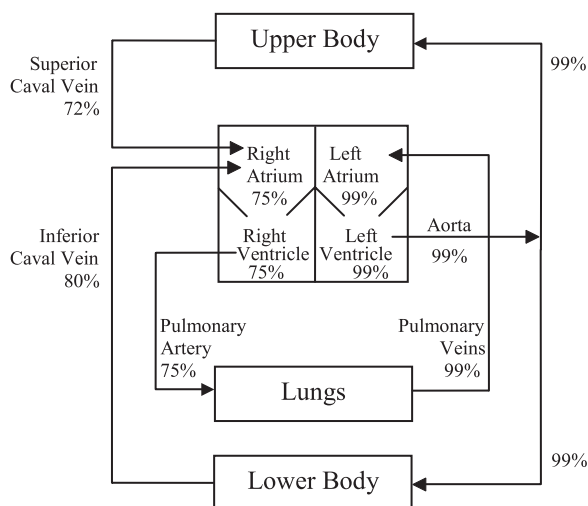 Upper Body
Superior
Caval Vein
72%
99%
Right
Atrium
75%
Left
Atrium
99%
Inferior
Caval Vein
80%
Right
Ventricle
75%
Left
Ventricle
99%
Aorta
99%
Pulmonary
Artery
75%
Pulmonary
Veins
99%
Lungs
99%
Lower Body